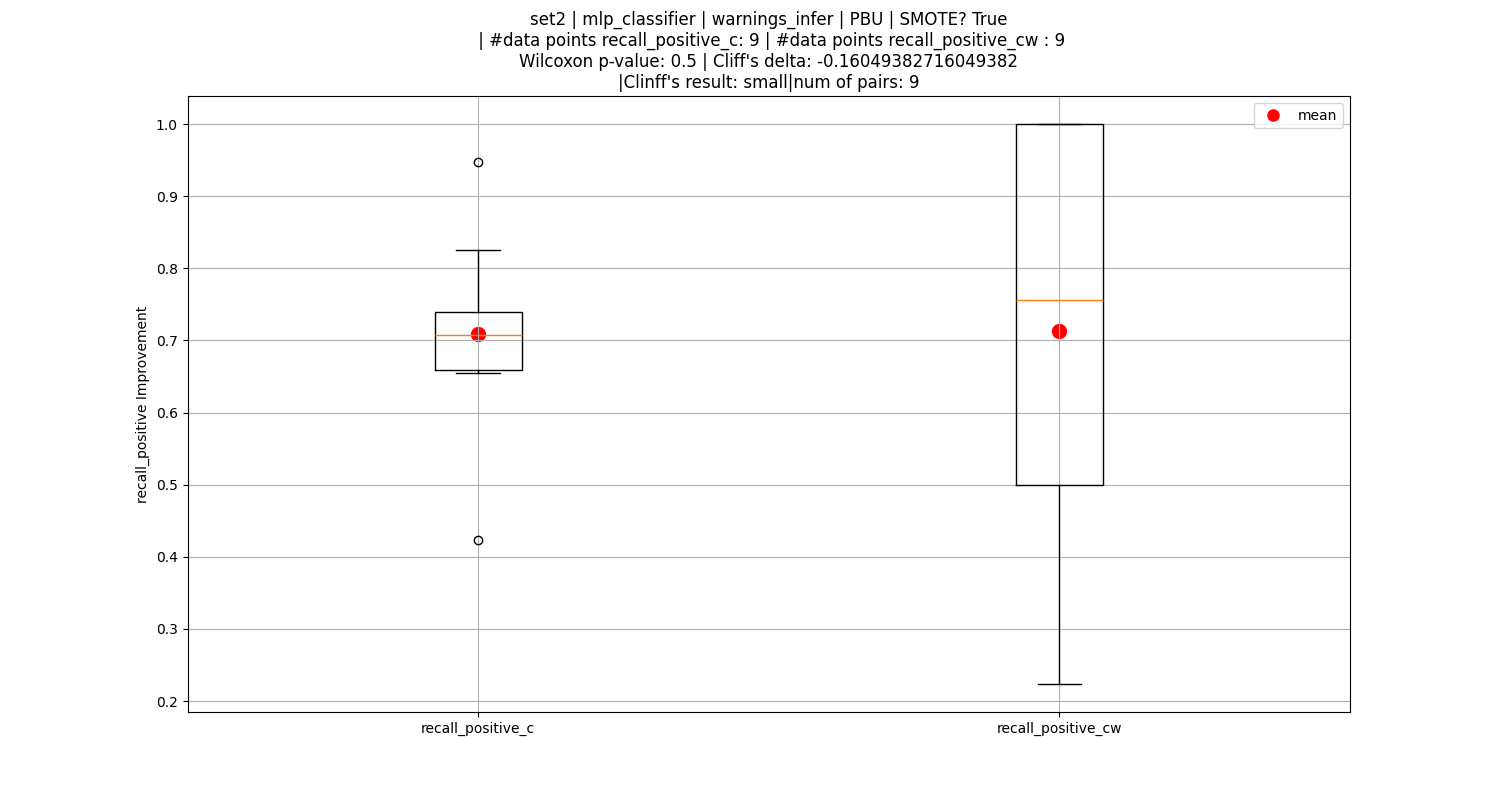 set2 | mlp_classifier | warnings_infer | PBU | SMOTE? True
| #data points recall_positive_c: 9 | #data points recall_positive_cw : 9
Wilcoxon p-value: 0.5 | Cliff's delta: -0.16049382716049382
|Clinff's result: small|num of pairs: 9
mean
1.0
0.9
0.8
0.7
0.6
0.5
0.4
0.3
0.2
recall_positive Improvement
recall_positive_c
recall_positive_cw